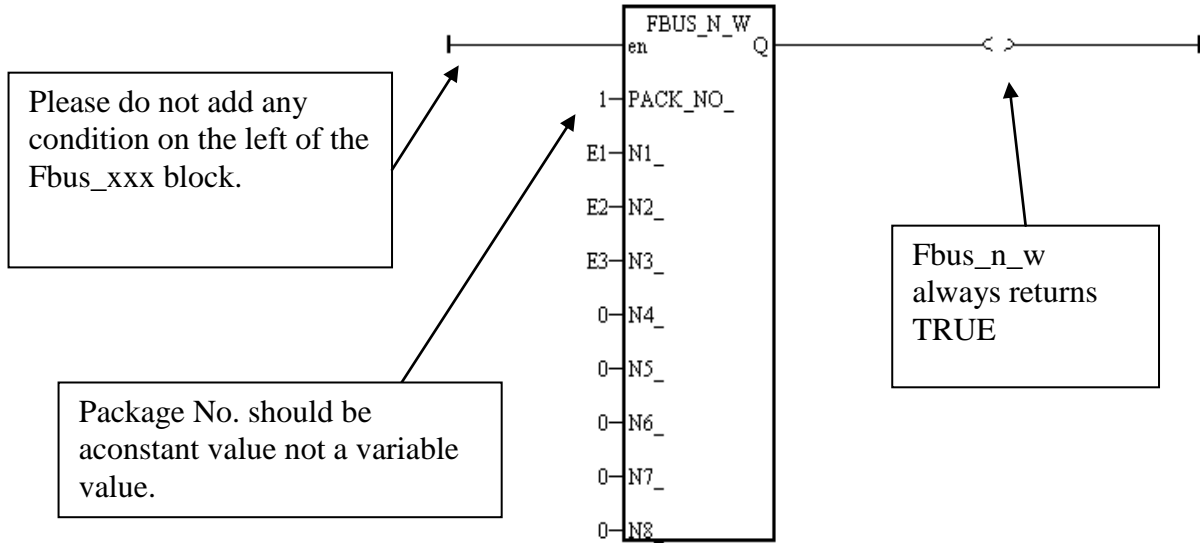 FBUS_N_W
en Q
Please do not add any
condition on the left of the
Fbus_xxx block.
1 PACK_NO_
E1 N1_
E2 N2_
E3 N3_
Fbus_n_w
always returns
TRUE
0 N4_
0 N5_
Package No. should be
aconstant value not a variable
value.
0 N6_
0 N7_
0 N8_